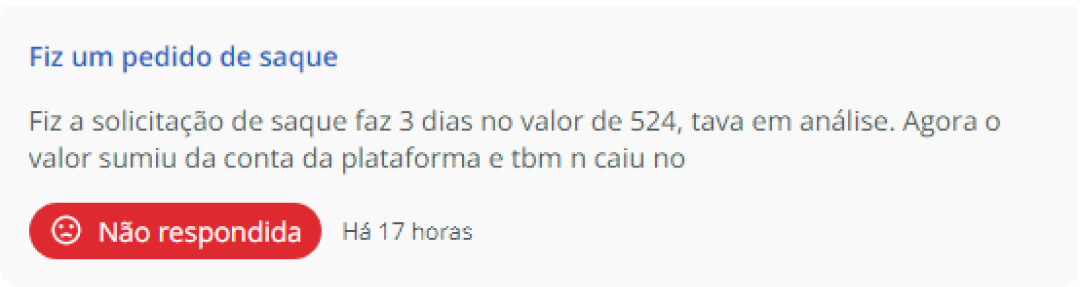 Fiz um pedido de saque
Fiz a solicitação de saque faz 3 dias no valor de 524, tava em análise. Agora o
valor sumiu da conta da plataforma e tbm n caiu no
Não respondida Há 17 horas